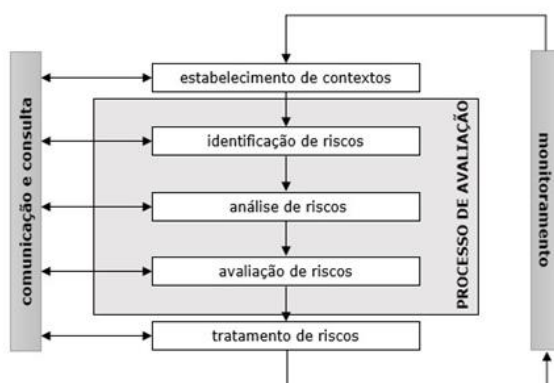 comunicação e consulta
estabelecimento de contextos
identificação de riscos
análise de riscos
avaliação de riscos
tratamento de riscos
PROCESSO DE AVALIAÇÃO
monitoramento